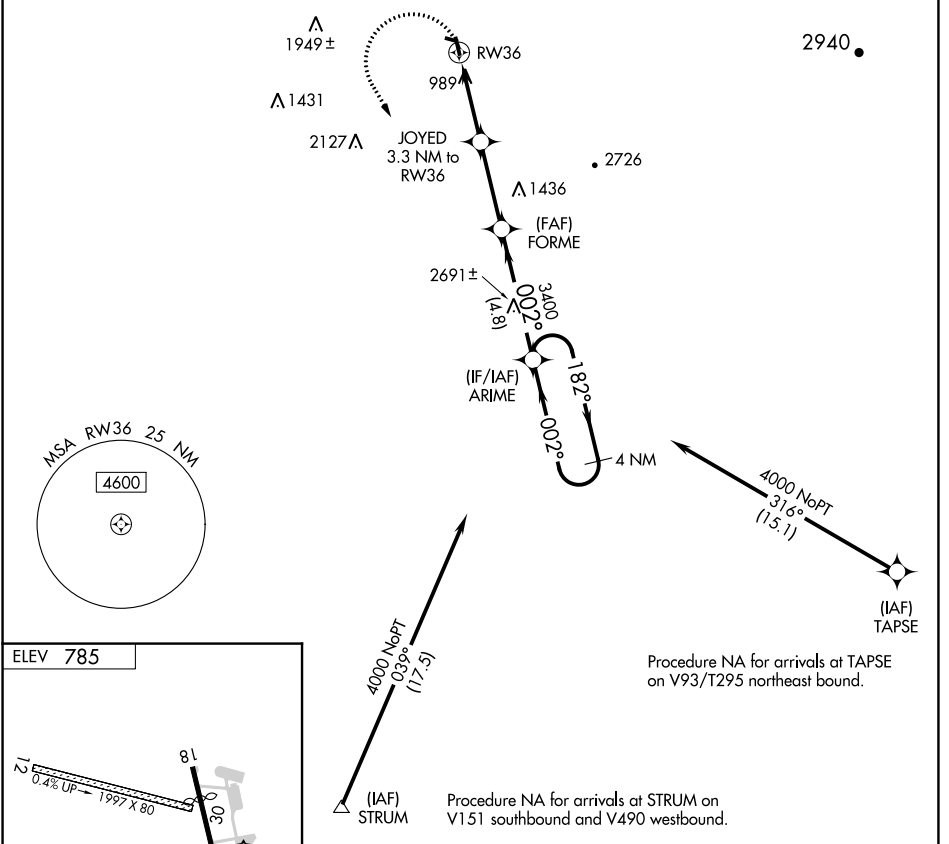 1949±
RW36
2940
989
1431
2127
JOYED
3.3 NM to
RW36
2726
1436
(FAF)
FORME
2691±
3400
002°
(4.8)
(IF/IAF)
ARIME
182°
002°
4 NM
MSA RW36 25 NM
4600
4000 NoPT
316°
(15.1)
(IAF)
TAPSE
4000 NoPT
039°
(17.5)
Procedure NA for arrivals at TAPSE
on V93/T295 northeast bound.
ELEV 785
12
0.4% UP
1997 X 80
18
30
(IAF)
STRUM
Procedure NA for arrivals at STRUM on
V151 southbound and V490 westbound.